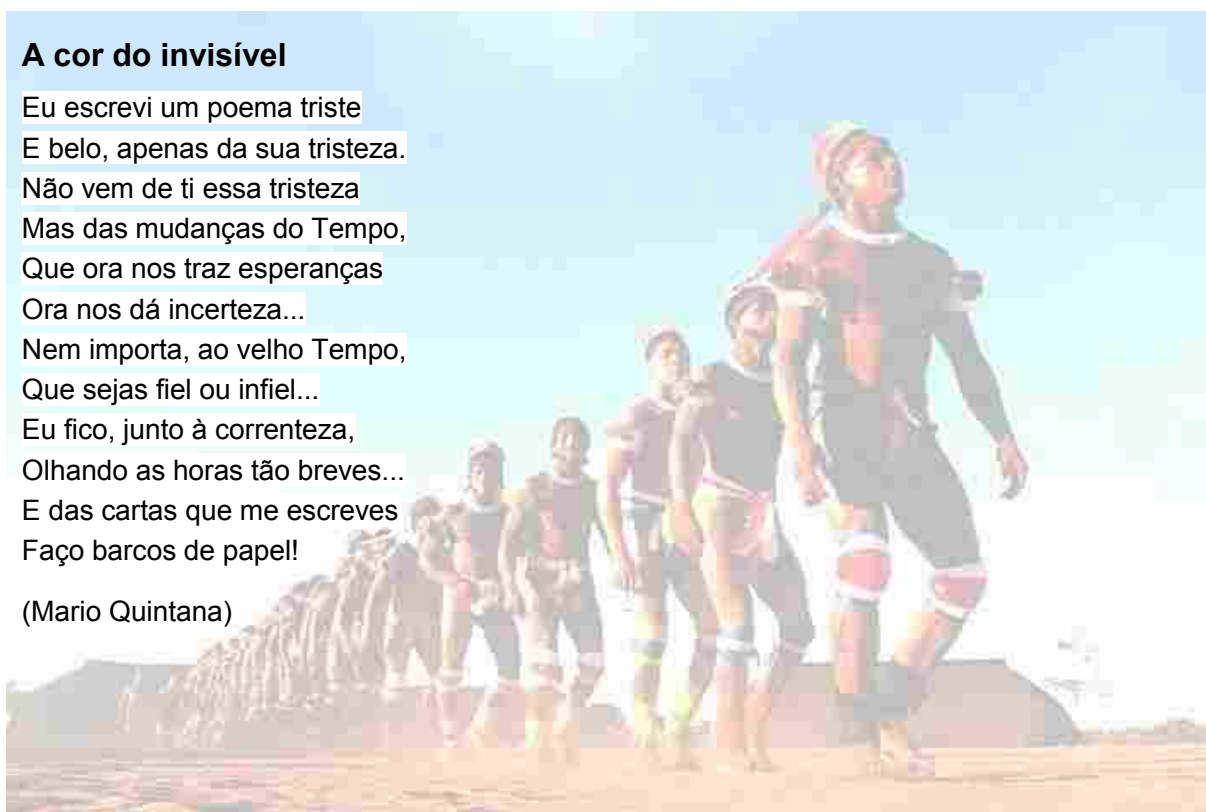 A cor do invisível
Eu escrevi um poema triste
E belo, apenas da sua tristeza.
Não vem de ti essa tristeza
Mas das mudanças do Tempo,
Que ora nos traz esperanças
Ora nos dá incerteza...
Nem importa, ao velho Tempo,
Que sejas fiel ou infiel...
Eu fico, junto à correnteza,
Olhando as horas tão breves...
E das cartas que me escreves
Faço barcos de papel!
(Mario Quintana)